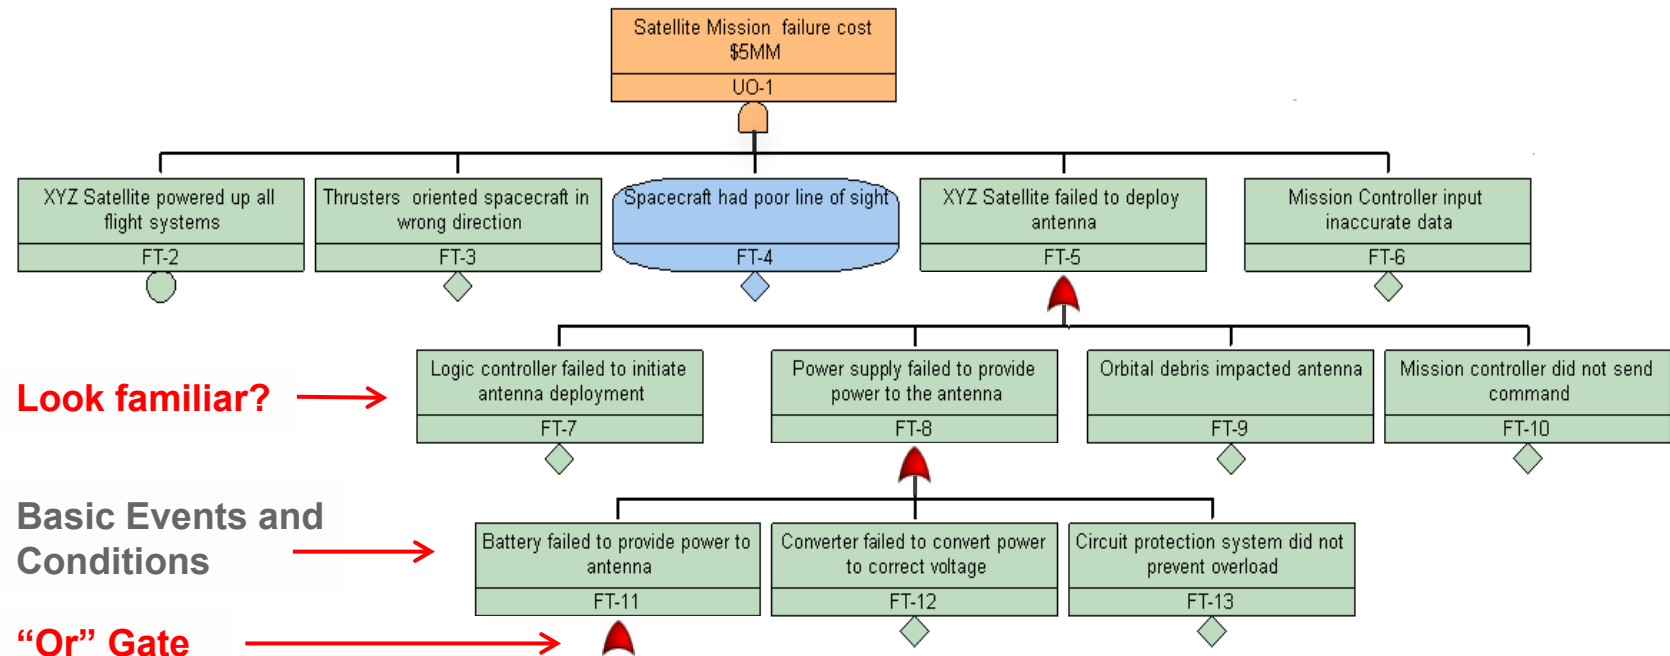 Satellite Mission failure cost
$5MM
UO-1
XYZ Satellite powered up all
flight systems
FT-2
Thrusters oriented spacecraft in
wrong direction
FT-3
Spacecraft had poor line of sight
FT-4
XYZ Satellite failed to deploy
antenna
FT-5
Mission Controller input
inaccurate data
FT-6
Look familiar?
Logic controller failed to initiate
antenna deployment
FT-7
Power supply failed to provide
power to the antenna
FT-8
Orbital debris impacted antenna
FT-9
Mission controller did not send
command
FT-10
Basic Events and
Conditions
Battery failed to provide power to
antenna
FT-11
Converter failed to convert power
to correct voltage
FT-12
Circuit protection system did not
prevent overload
FT-13
“Or” Gate